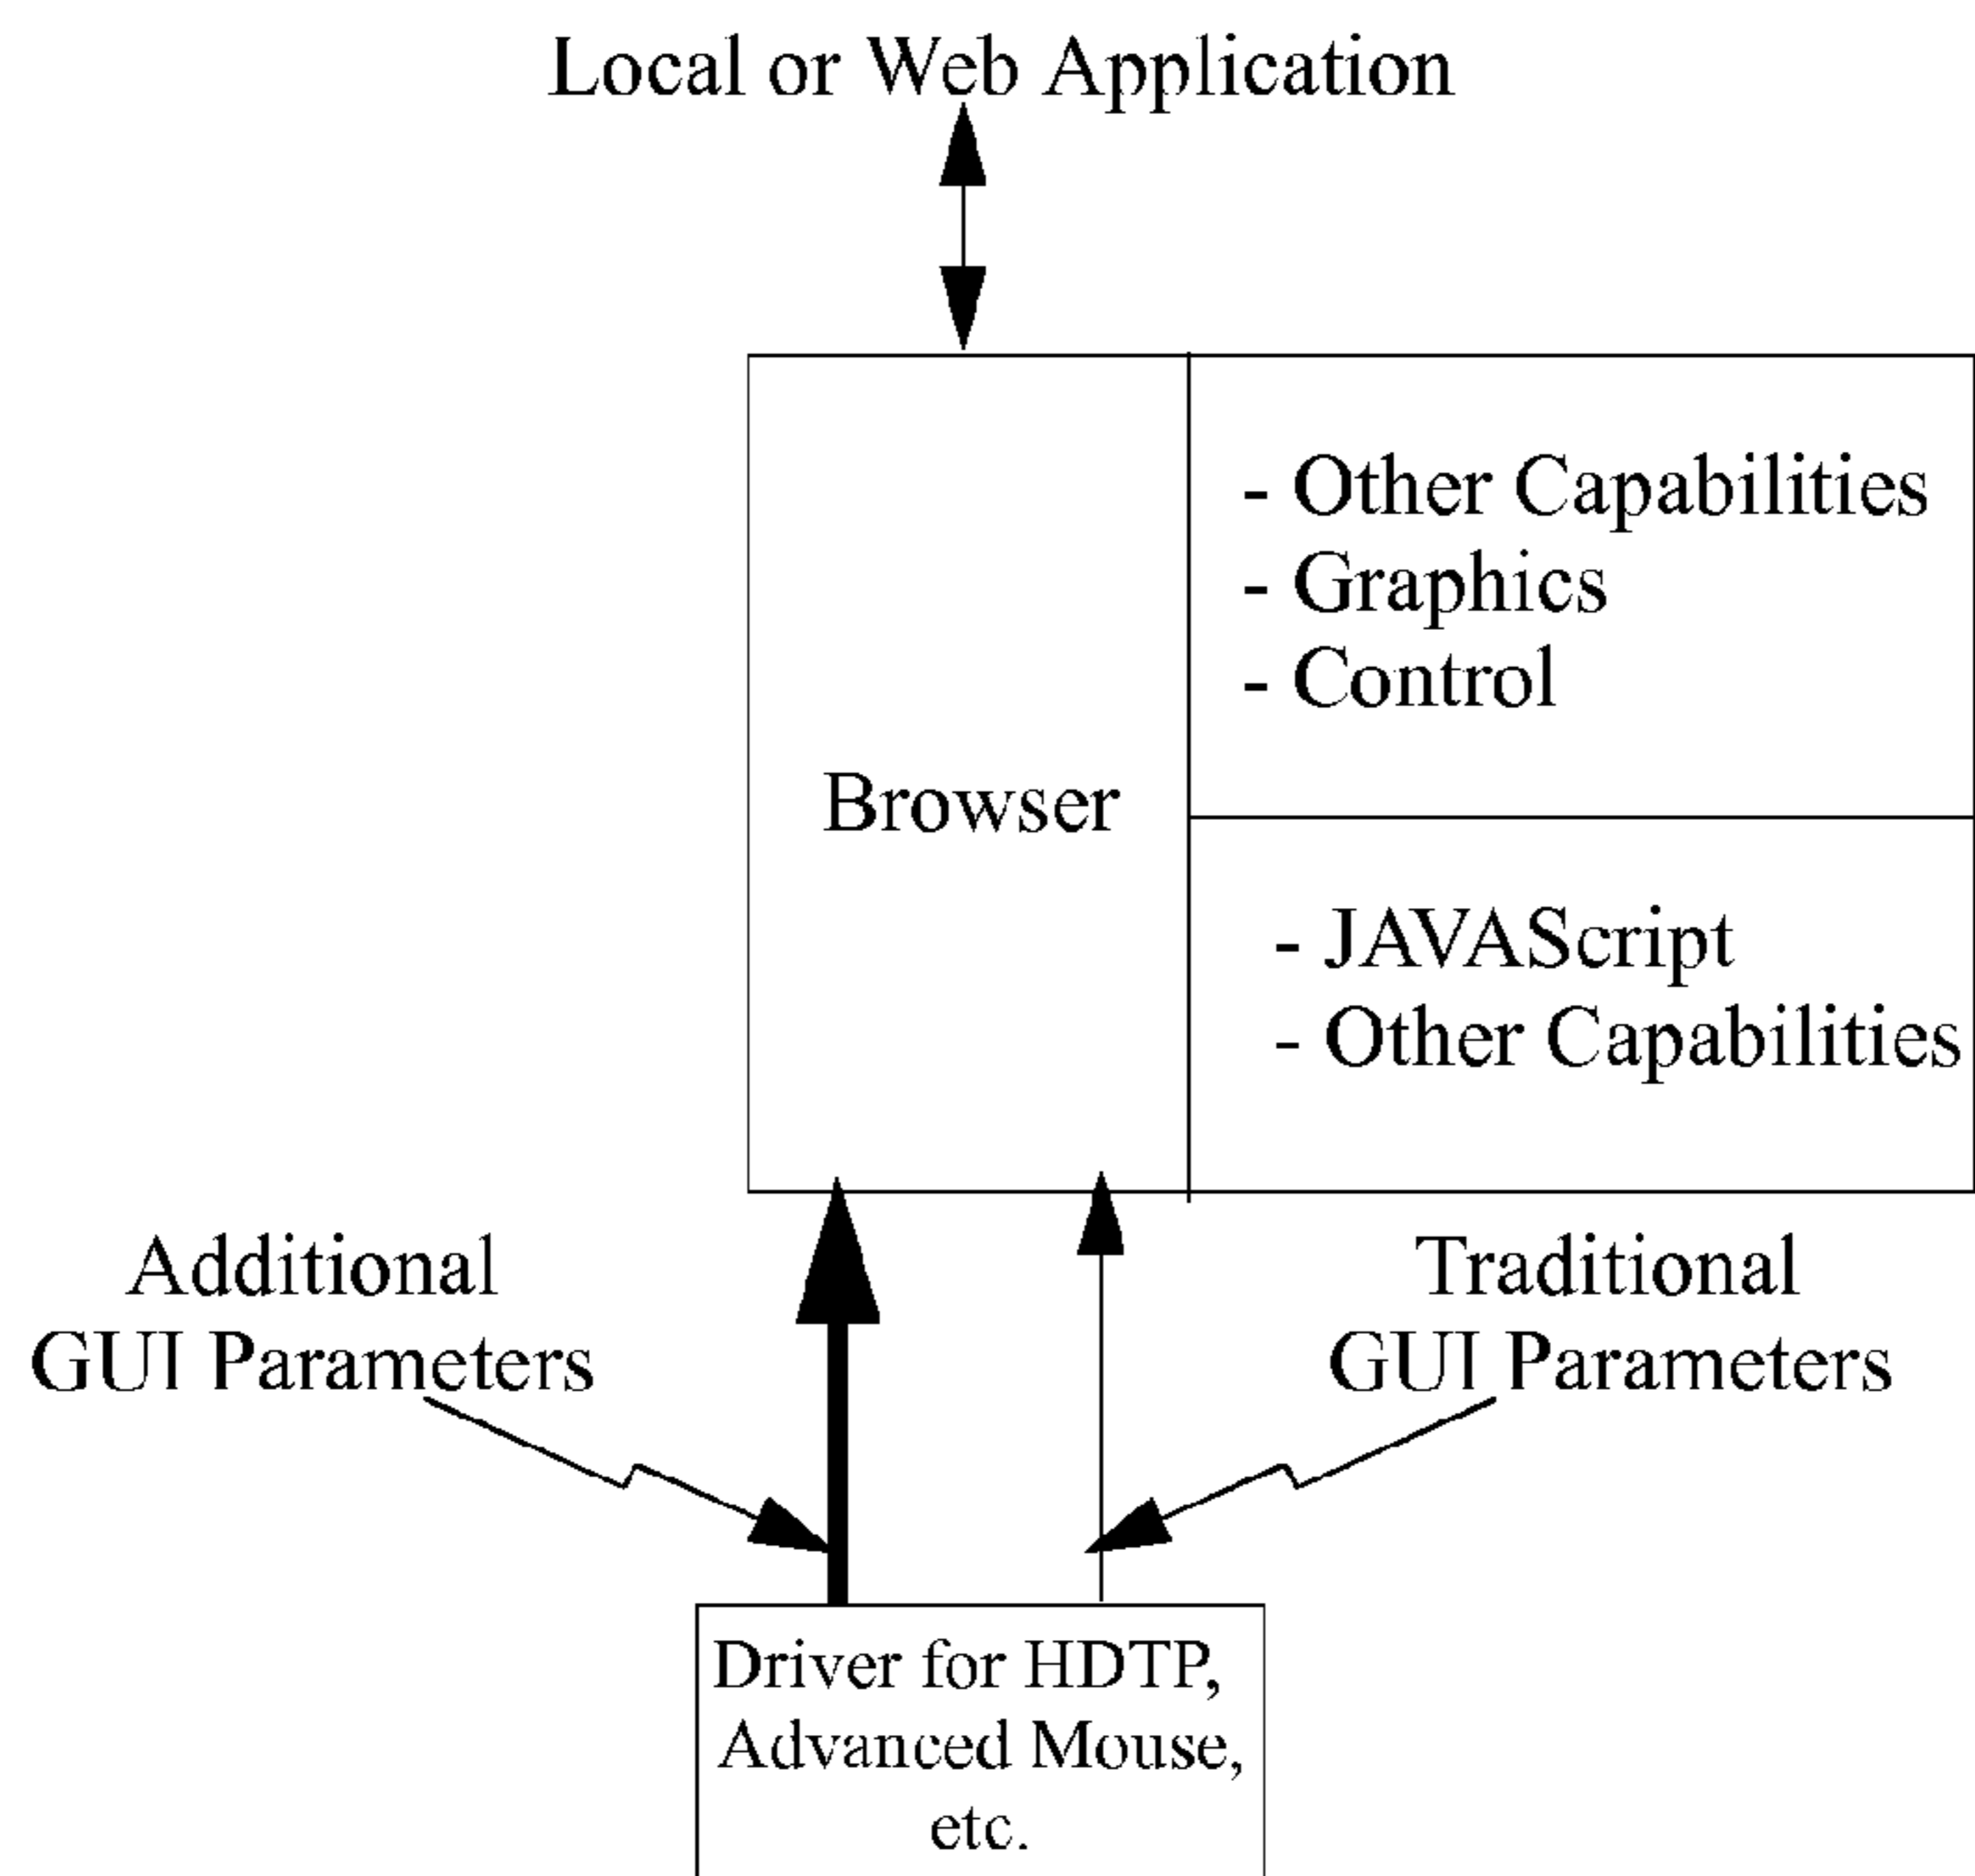 Local or Web Application
- Other Capabilities
- Graphics
- Control
Browser
- JAVAScript
- Other Capabilities
Additional
GUI Parameters
Traditional
GUI Parameters
Driver for HDTP,
Advanced Mouse,
etc.